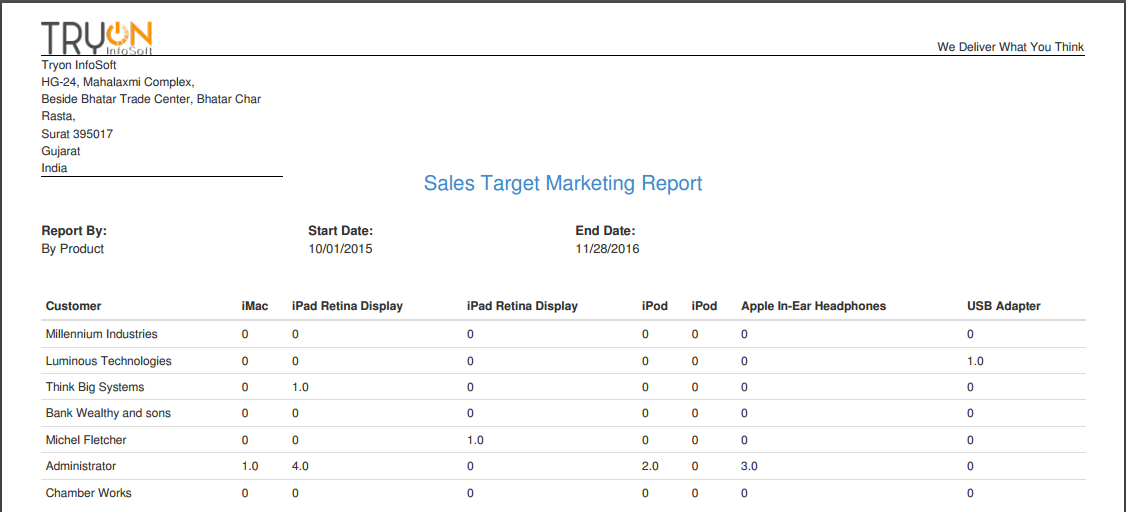 TRYON
InfoSoft
We Deliver What You Think
Tryon InfoSoft
HG-24, Mahalaxmi Complex,
Beside Bhatar Trade Center, Bhatar Char
Rasta,
Surat 395017
Gujarat
India
Sales Target Marketing Report
Report By: Start Date: End Date:
By Product 10/01/2015 11/28/2016
Customer iMac iPad Retina Display iPad Retina Display iPod iPod Apple In-Ear Headphones USB Adapter
Millennium Industries 0 0 0 0 0 0 0
Luminous Technologies 0 0 0 0 0 0 1.0
Think Big Systems 0 1.0 0 0 0 0 0
Bank Wealthy and sons 0 0 0 0 0 0 0
Michel Fletcher 0 0 1.0 0 0 0 0
Administrator 1.0 4.0 0 2.0 0 3.0 0
Chamber Works 0 0 0 0 0 0 0